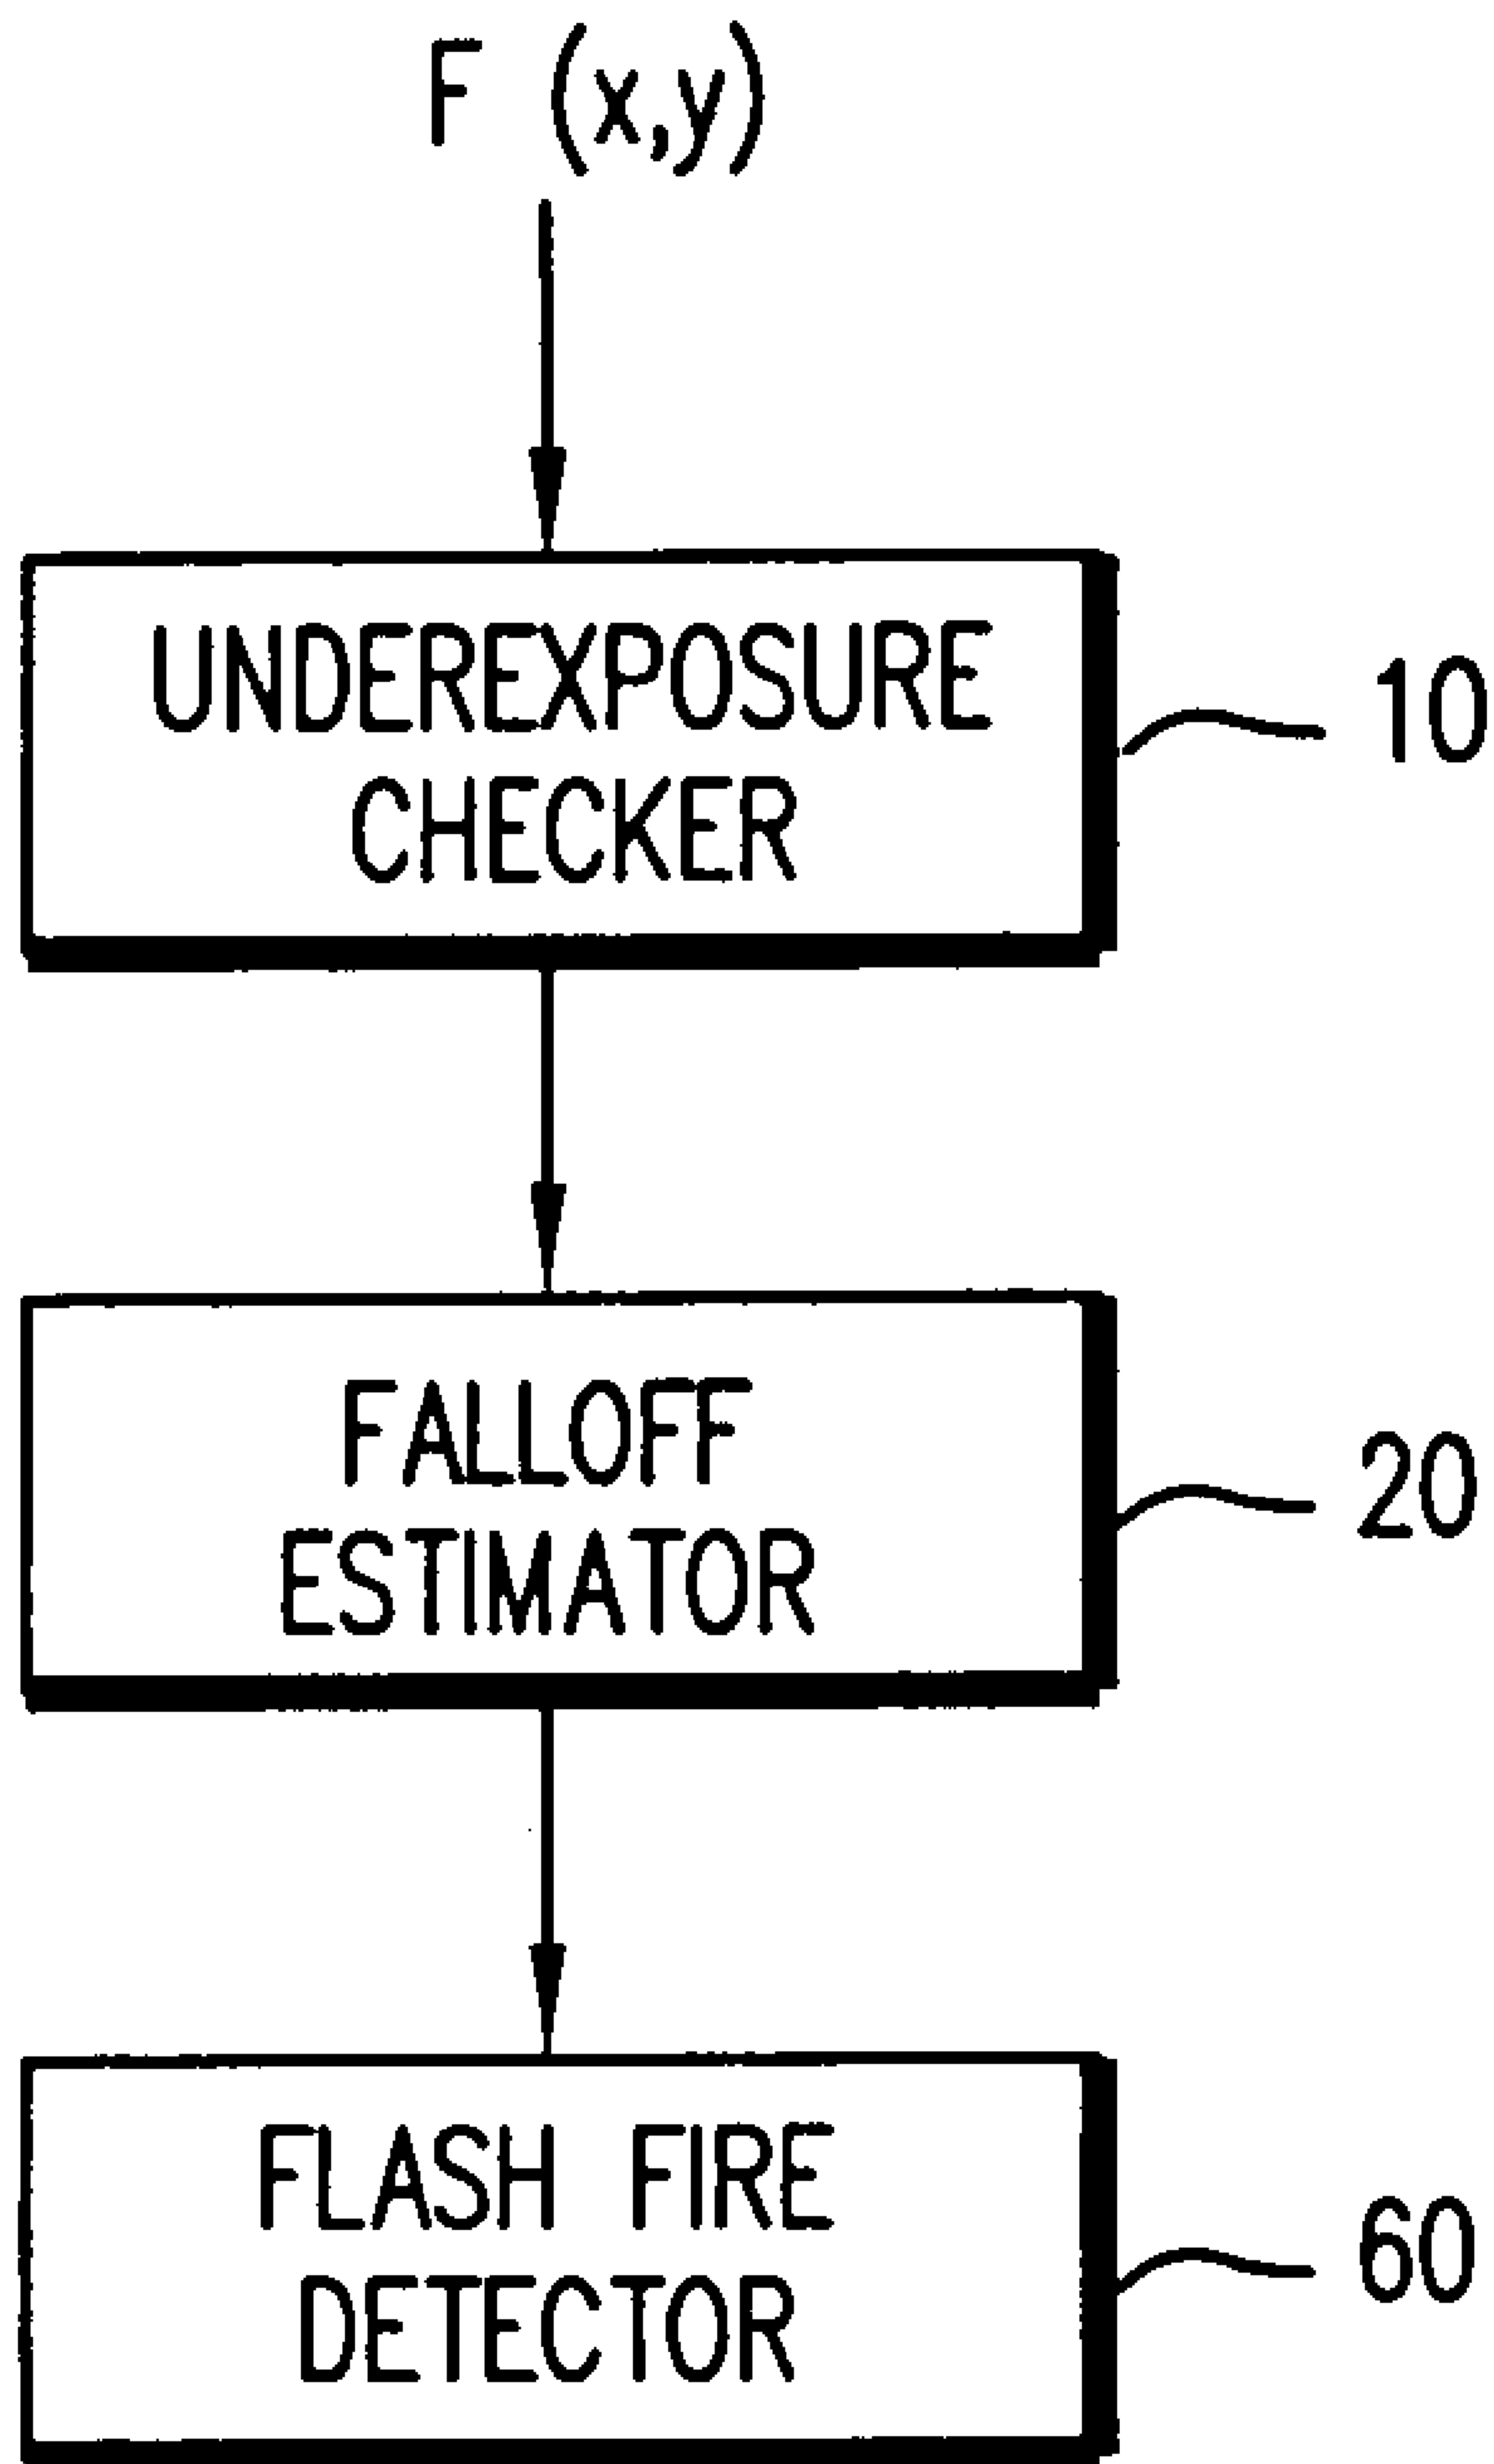 F (x,y)
UNDEREXPOSURE
CHECKER
10
FALLOFF
ESTIMATOR
20
FLASH FIRE
DETECTOR
60